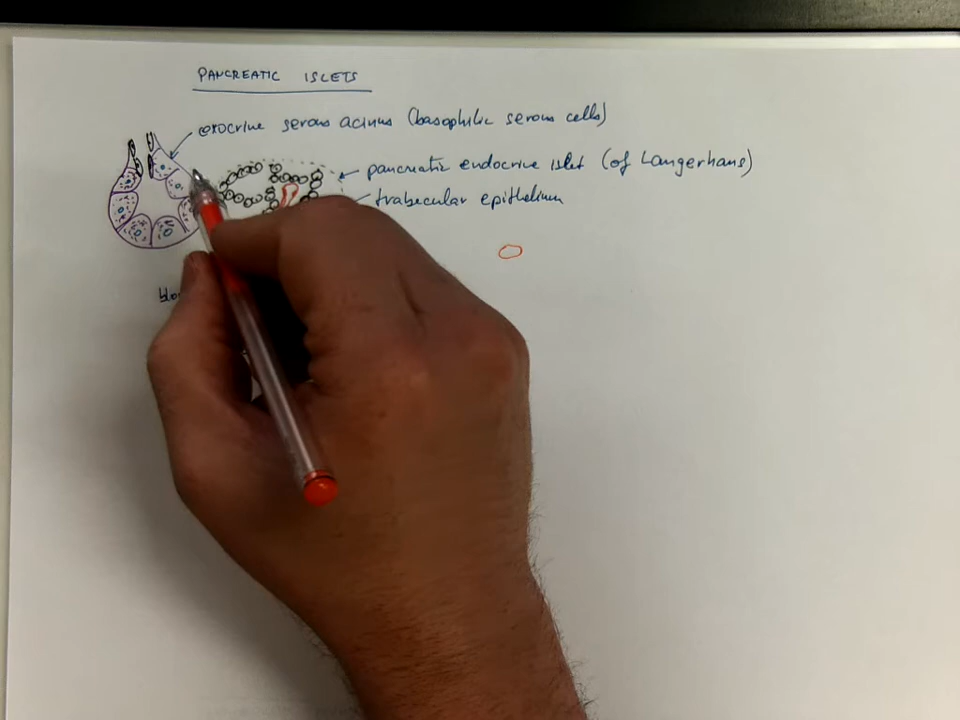 PANCREATIC ISLETS
exocrine serous acinus (basophilic serous cells)
pancreatic endocrine islet (of Langerhans)
trabecular epithelium